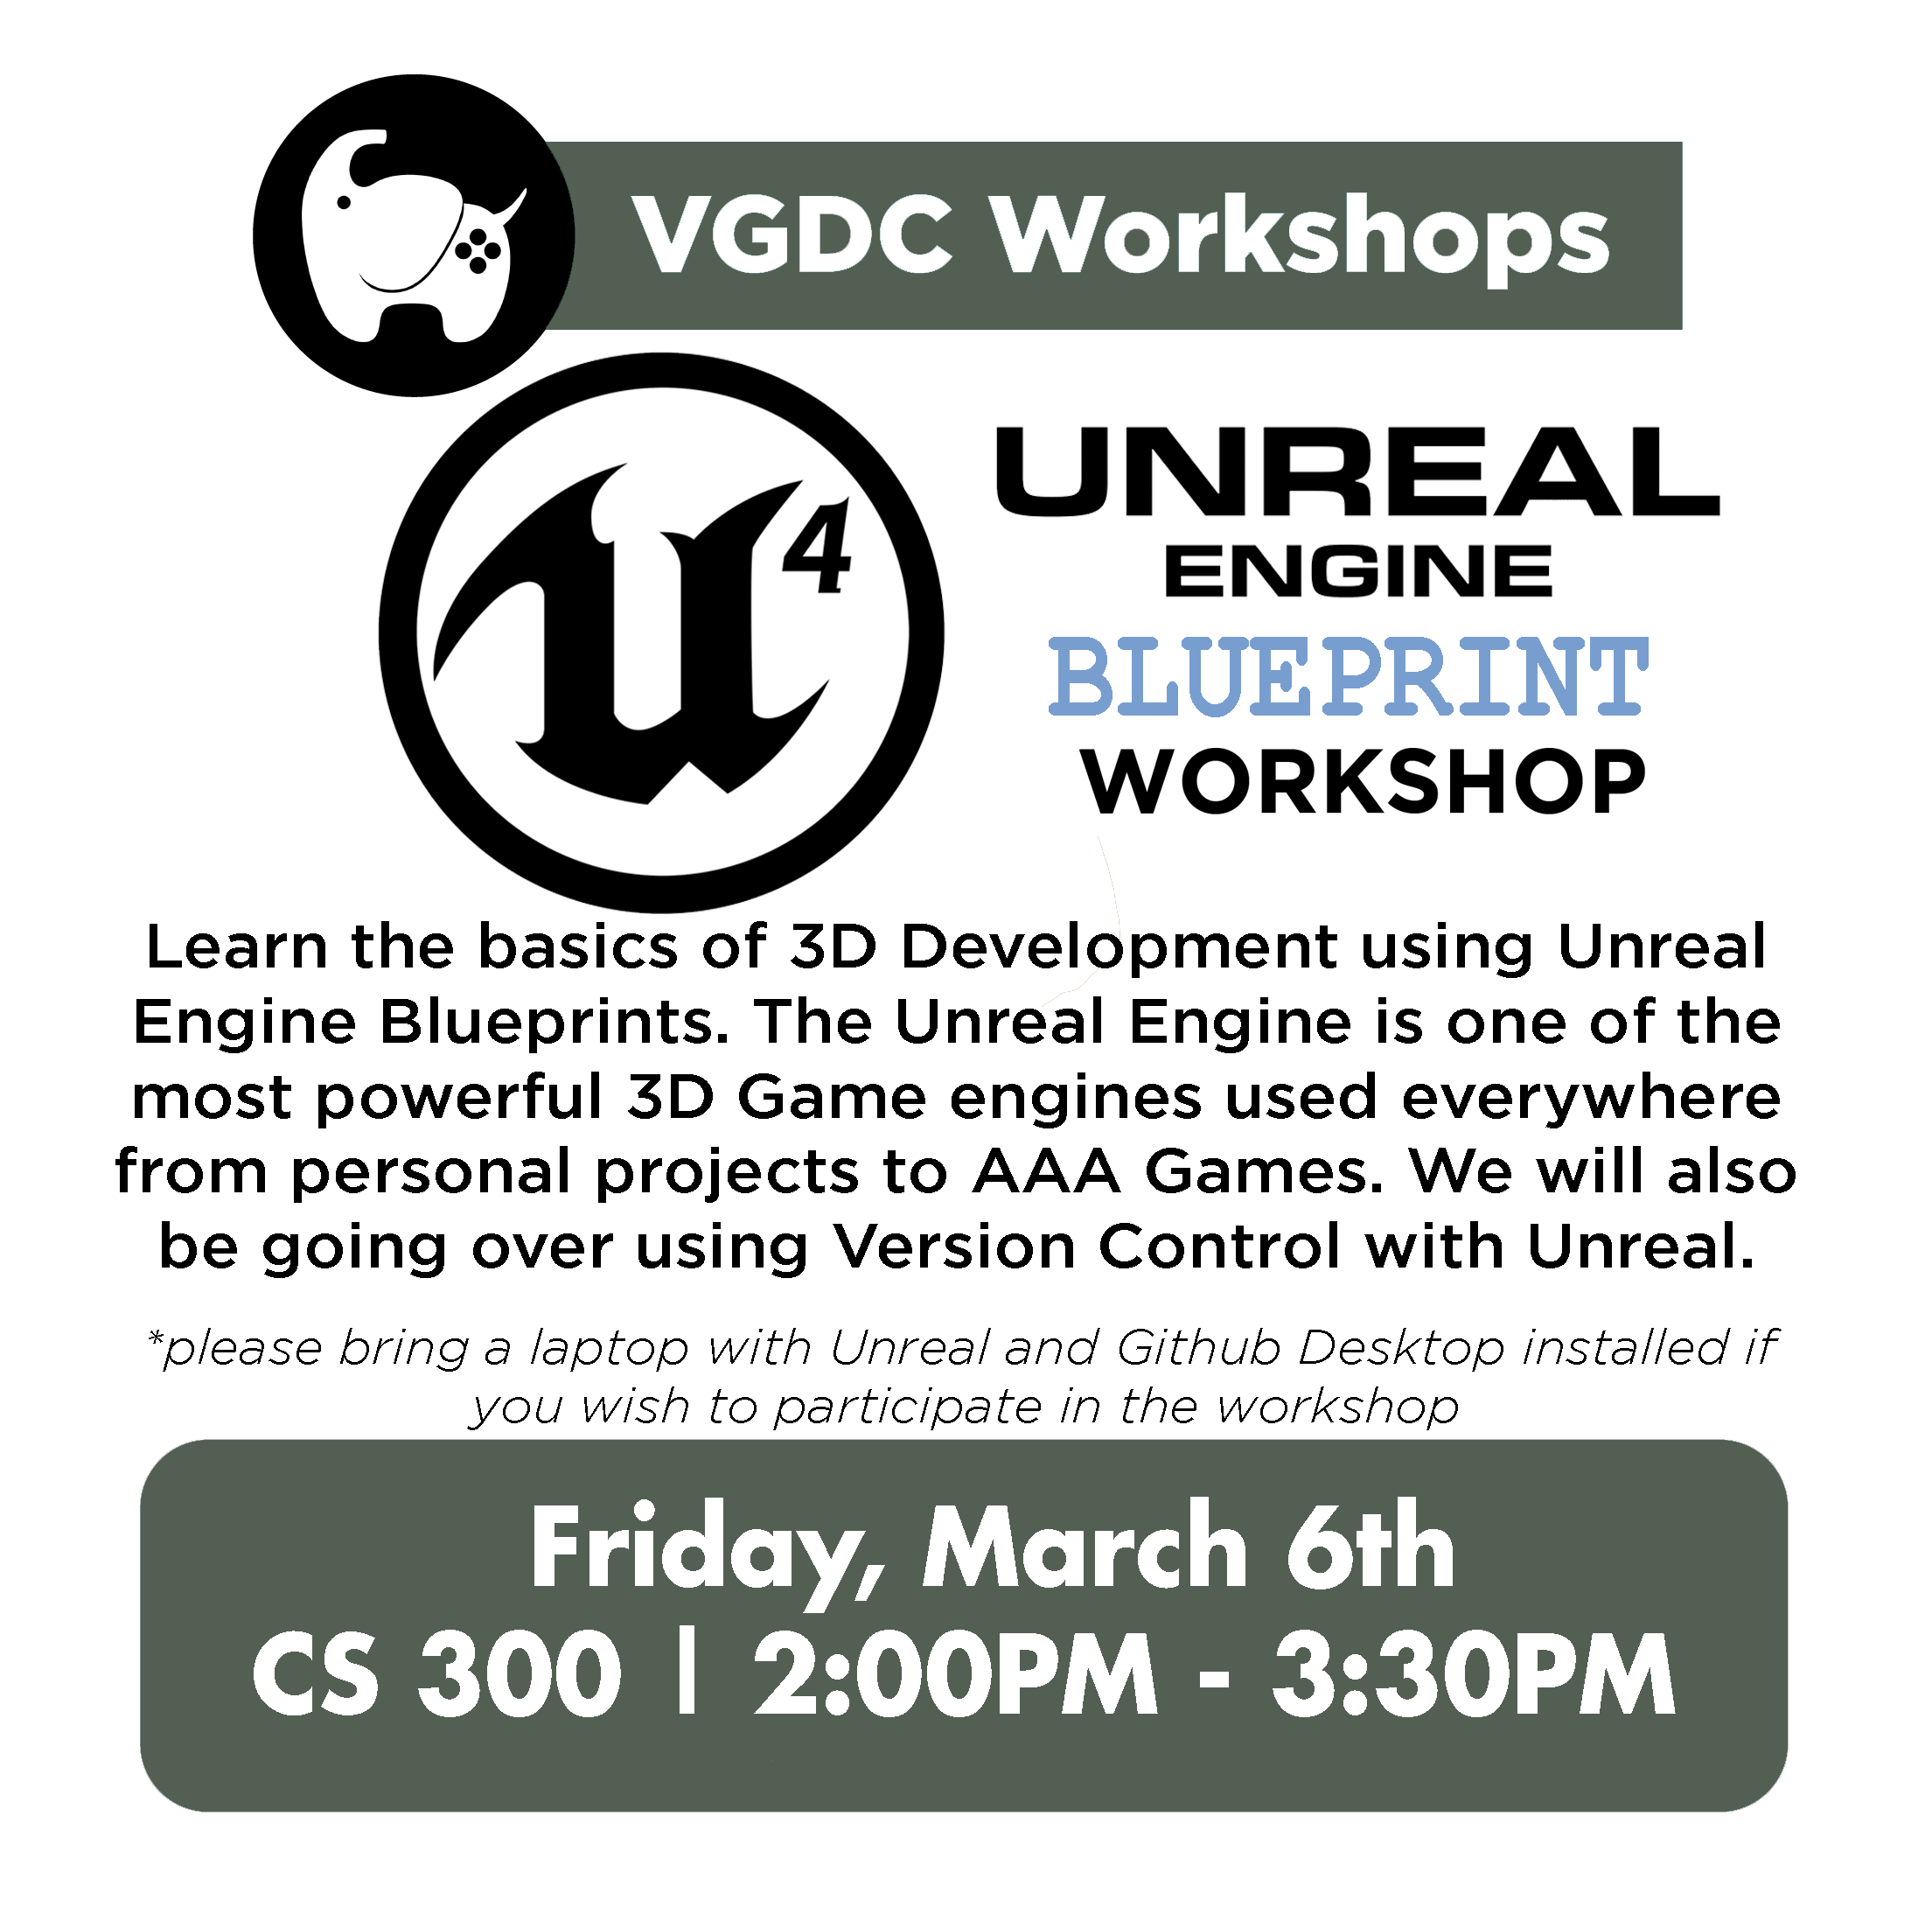 VGDC Workshops
u4
UNREAL
ENGINE
BLUEPRINT
WORKSHOP
Learn the basics of 3D Development using Unreal
Engine Blueprints. The Unreal Engine is one of the
most powerful 3D Game engines used everywhere
from personal projects to AAA Games. We will also
be going over using Version Control with Unreal.
*please bring a laptop with Unreal and Github Desktop installed if
you wish to participate in the workshop
Friday, March 6th
CS 300 | 2:00PM - 3:30PM